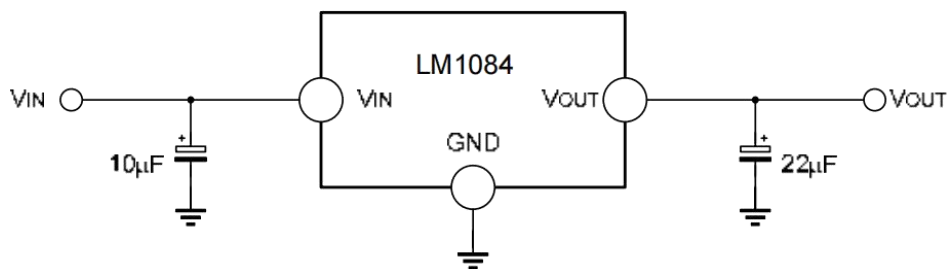 LM1084
VIN
VIN
VOUT
VOUT
GND
+
10µF
+
22µF